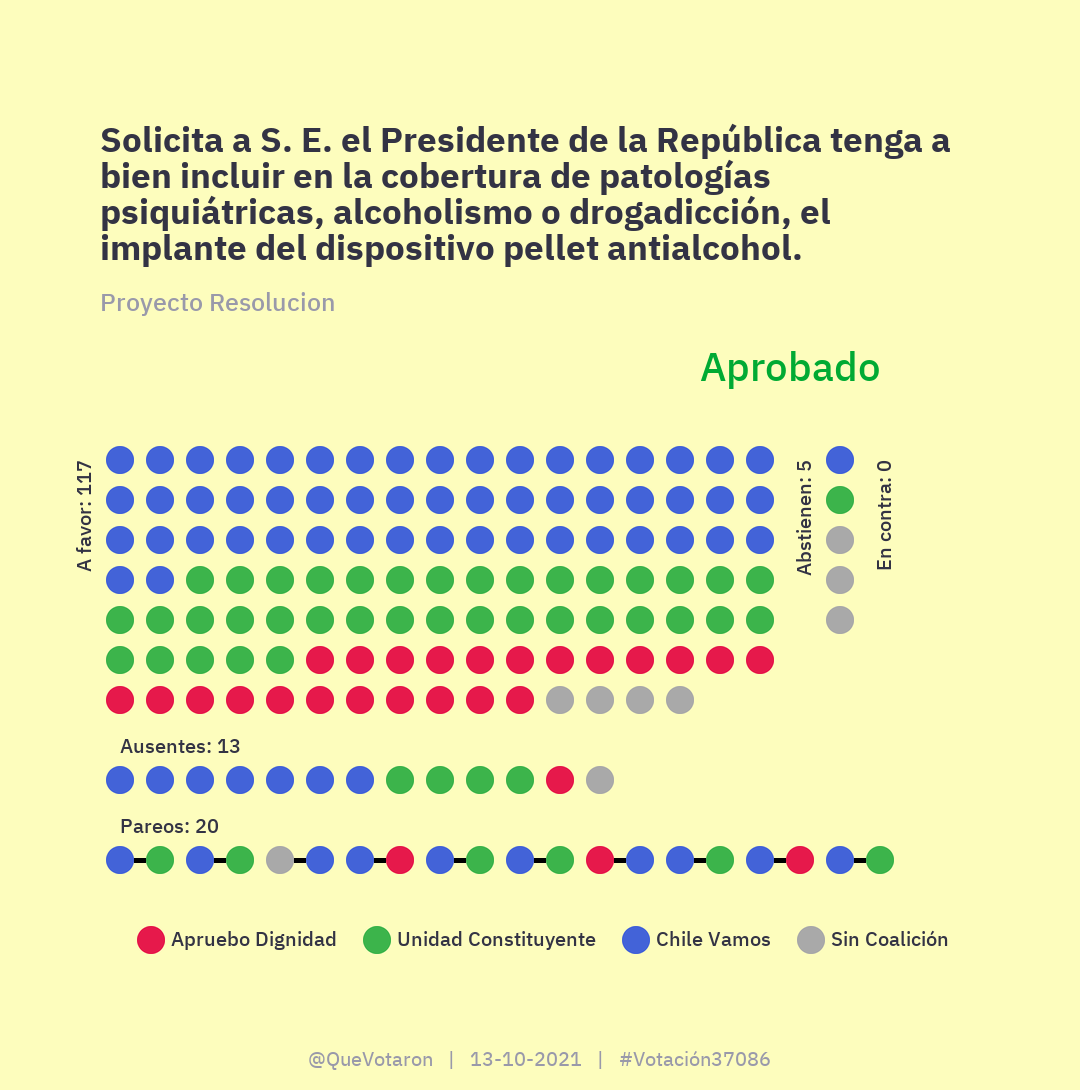 Solicita a S. E. el Presidente de la República tenga a
bien incluir en la cobertura de patologías
psiquiátricas, alcoholismo o drogadicción, el
implante del dispositivo pellet antialcohol.
Proyecto Resolucion
Aprobado
A favor: 117
Abstienen: 5
En contra: 0
Ausentes: 13
Pareos: 20
Apruebo Dignidad Unidad Constituyente Chile Vamos Sin Coalición
@QueVotaron | 13-10-2021 | #Votación37086